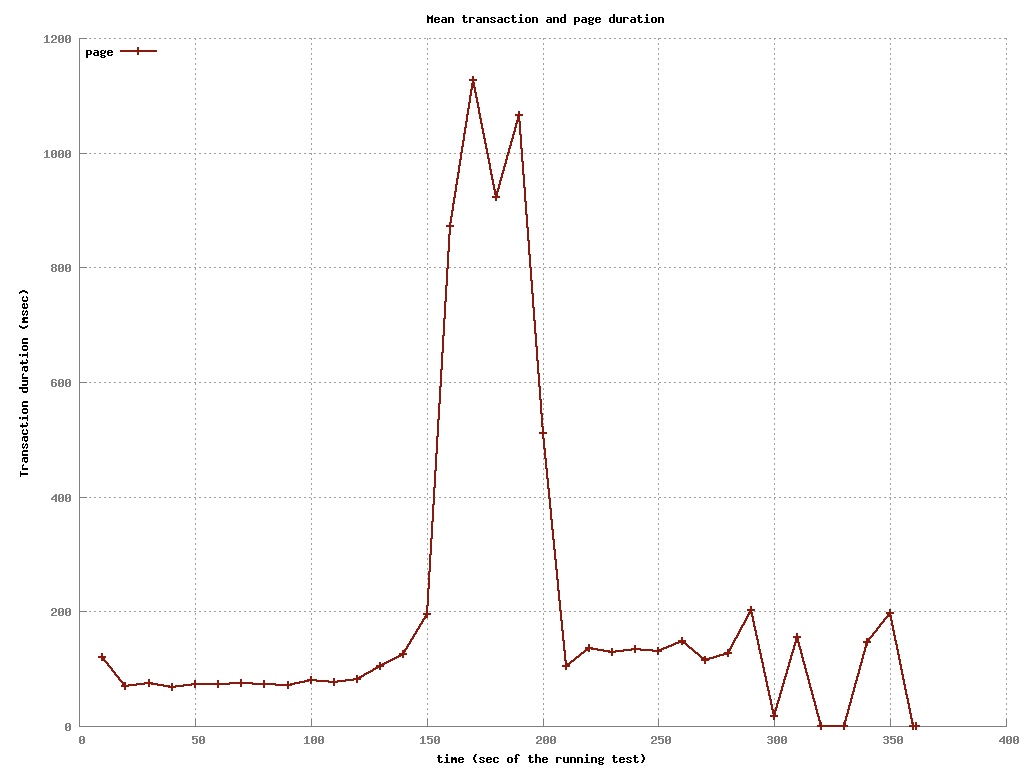 Mean transaction and page duration
page
Transaction duration (msec)
1200
1000
800
600
400
200
0
0 50 100 150 200 250 300 350 400
time (sec of the running test)